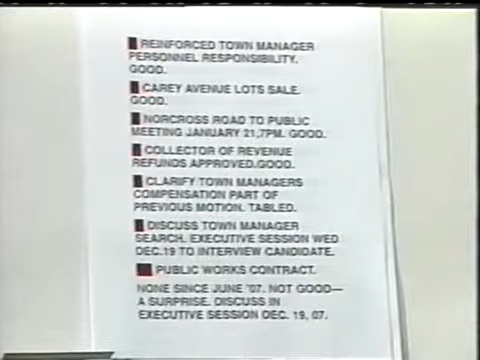 REINFORCED TOWN MANAGER
PERSONNEL RESPONSIBILITY.
GOOD.
CAREY AVENUE LOTS SALE.
GOOD.
NORCROSS ROAD TO PUBLIC
MEETING JANUARY 21,7PM. GOOD.
COLLECTOR OF REVENUE
REFUNDS APPROVED.GOOD.
CLARIFY TOWN MANAGERS
COMPENSATION PART OF
PREVIOUS MOTION. TABLED.
DISCUSS TOWN MANAGER
SEARCH. EXECUTIVE SESSION WED
DEC.19 TO INTERVIEW CANDIDATE.
PUBLIC WORKS CONTRACT.
NONE SINCE JUNE '07. NOT GOOD—
A SURPRISE. DISCUSS IN
EXECUTIVE SESSION DEC. 19, 07.